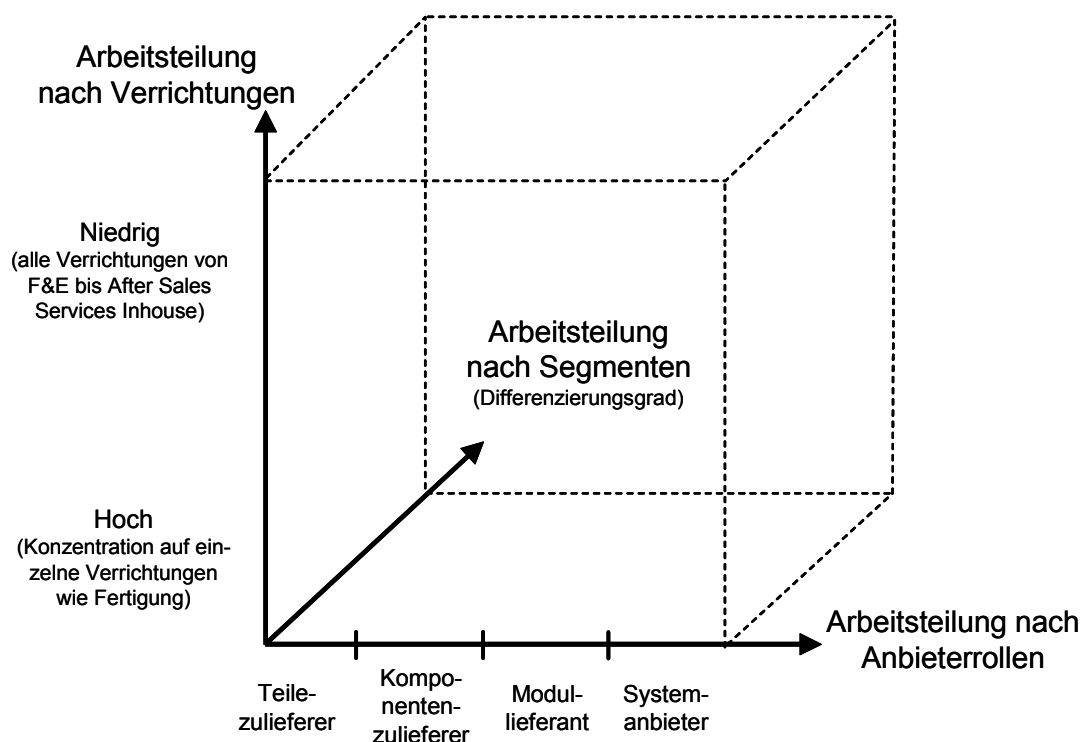 Arbeitsteilung
nach Verrichtungen
Niedrig
(alle Verrichtungen von
F&E bis After Sales
Services Inhouse)
Arbeitsteilung
nach Segmenten
(Differenzierungsgrad)
Hoch
(Konzentration auf ein-
zelne Verrichtungen
wie Fertigung)
Arbeitsteilung nach
Anbieterrollen
Teile-
zulieferer
Kompo-
nenten-
zulieferer
Modul-
lieferant
System-
anbieter